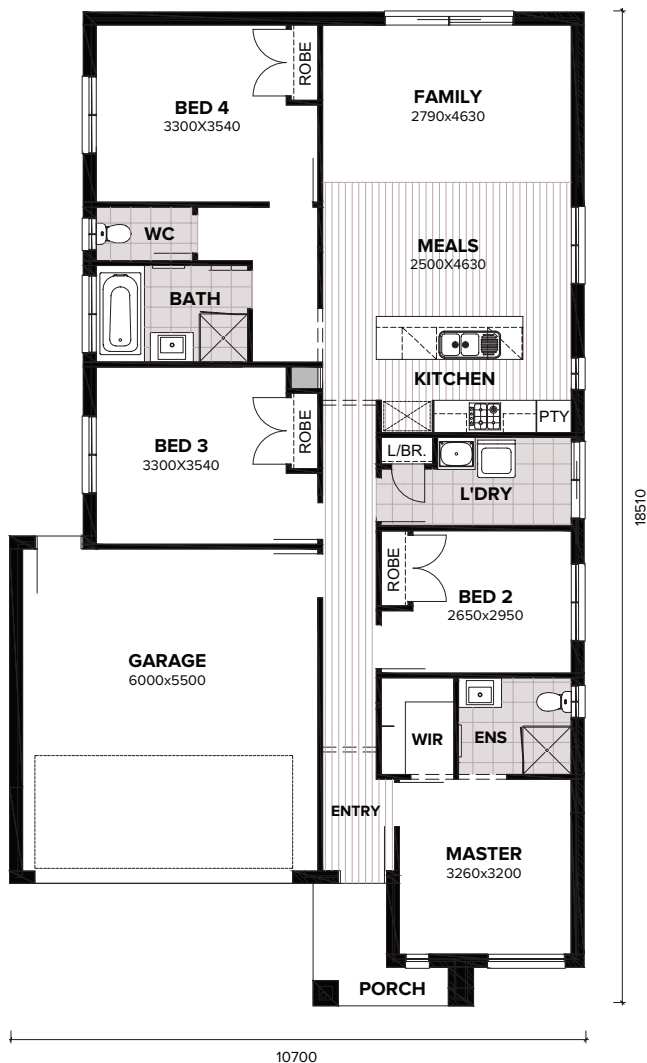 BED 4
3300X3540
ROBE
FAMILY
2790x4630
WC
MEALS
2500X4630
BATH
KITCHEN
PTY
BED 3
3300X3540
ROBE
L/BR.
L'DRY
18510
ROBE
BED 2
2650x2950
GARAGE
6000x5500
WIR
ENS
ENTRY
MASTER
3260x3200
PORCH
10700